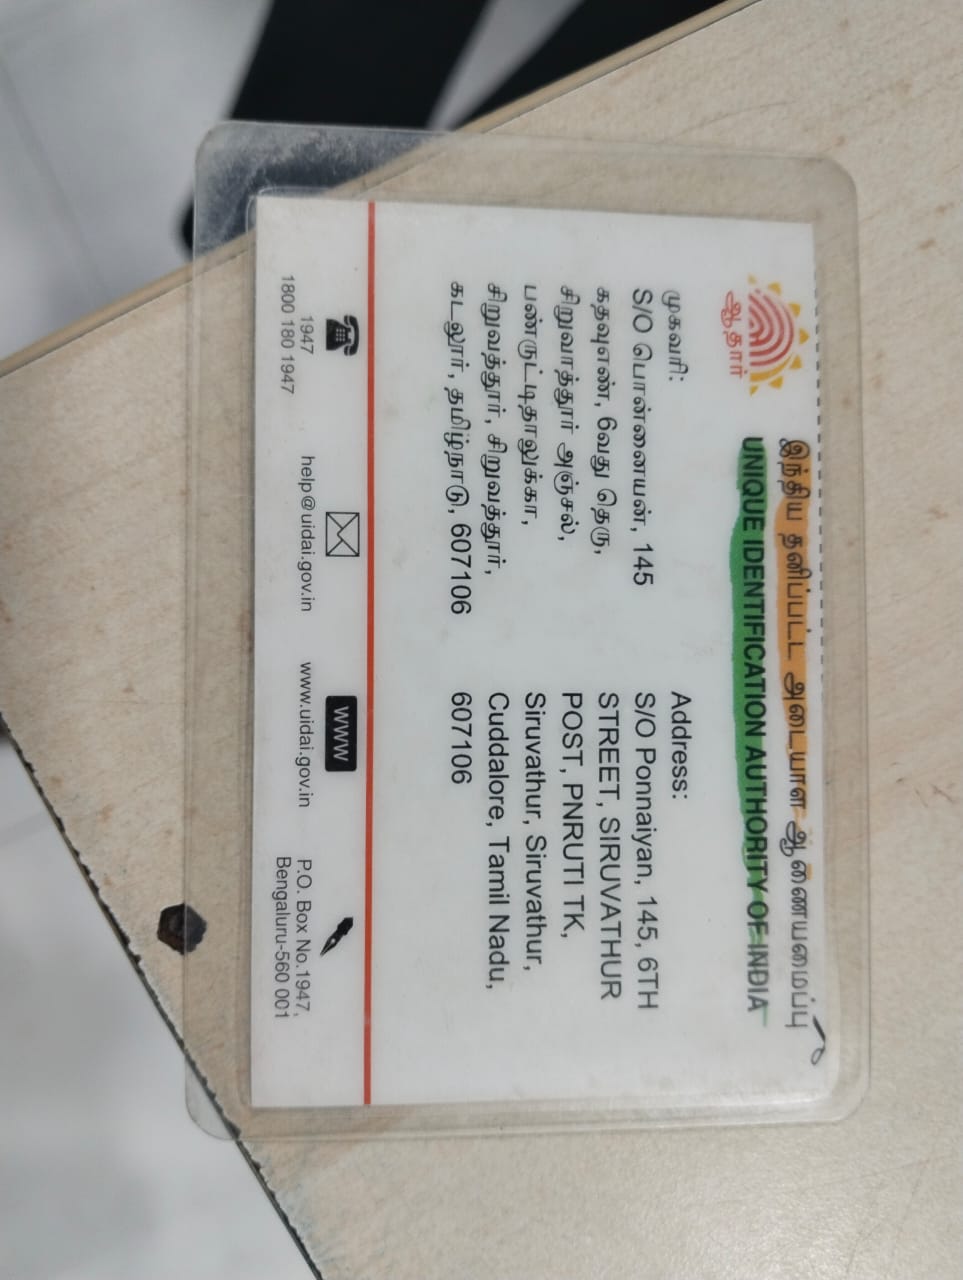 இந்திய தனிப்பட்ட அடையாள ஆணையமைப்பு
UNIQUE IDENTIFICATION AUTHORITY OF INDIA
ஆதார்
முகவரி:
S/O பொன்னையன், 145
கதவுஎண், 6வது தெரு,
சிறுவாத்தூர் அஞ்சல்,
பண்ருட்டிதாலுக்கா,
சிறுவத்தூர், சிறுவத்தூர்,
கடலூர், தமிழ்நாடு, 607106
Address:
S/O Ponnaiyan, 145, 6TH
STREET, SIRUVATHUR
POST, PNRUTI TK,
Siruvathur, Siruvathur,
Cuddalore, Tamil Nadu,
607106
1947
1800 180 1947
help@uidai.gov.in
www
www.uidai.gov.in
P.O. Box No.1947,
Bengaluru-560 001